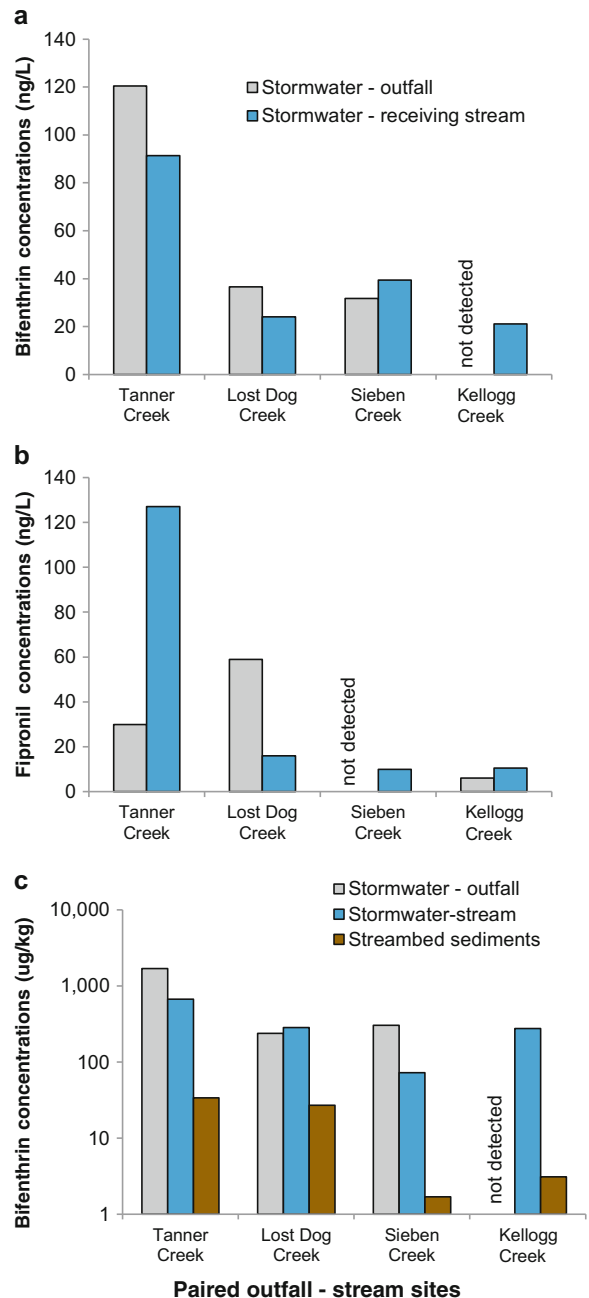 a
Bifenthrin concentrations (ng/L)
140
120
100
80
60
40
20
0
Stormwater - outfall
Stormwater - receiving stream
not detected
Tanner
Creek
Lost Dog
Creek
Sieben
Creek
Kellogg
Creek
b
Fipronil concentrations (ng/L)
140
120
100
80
60
40
20
0
not detected
Tanner
Creek
Lost Dog
Creek
Sieben
Creek
Kellogg
Creek
c
Bifenthrin concentrations (ug/kg)
10,000
1,000
100
10
1
Stormwater - outfall
Stormwater-stream
Streambed sediments
not detected
Tanner
Creek
Lost Dog
Creek
Sieben
Creek
Kellogg
Creek
Paired outfall - stream sites